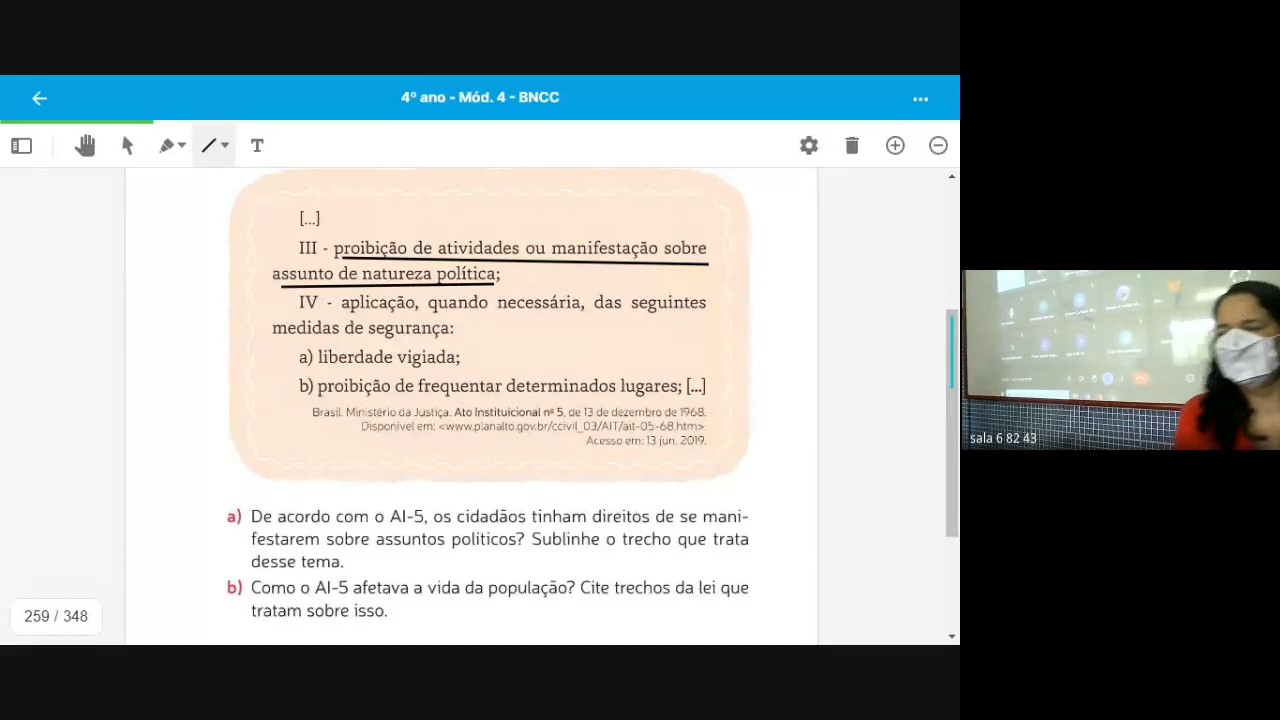 4º ano - Mód. 4 - BNCC
T
[...]
III - proibição de atividades ou manifestação sobre
assunto de natureza política;
IV - aplicação, quando necessária, das seguintes
medidas de segurança:
a) liberdade vigiada;
b) proibição de frequentar determinados lugares; [...]
Brasil. Ministério da Justiça. Ato Institucional nº 5, de 13 de dezembro de 1968.
Disponível em: <www.planalto.gov.br/ccivil_03/AIT/ait-05-68.htm>.
Acesso em: 13 jun. 2019.
a) De acordo com o AI-5, os cidadãos tinham direitos de se mani-
festarem sobre assuntos políticos? Sublinhe o trecho que trata
desse tema.
b) Como o AI-5 afetava a vida da população? Cite trechos da lei que
tratam sobre isso.
259 / 348
sala 6 82 43